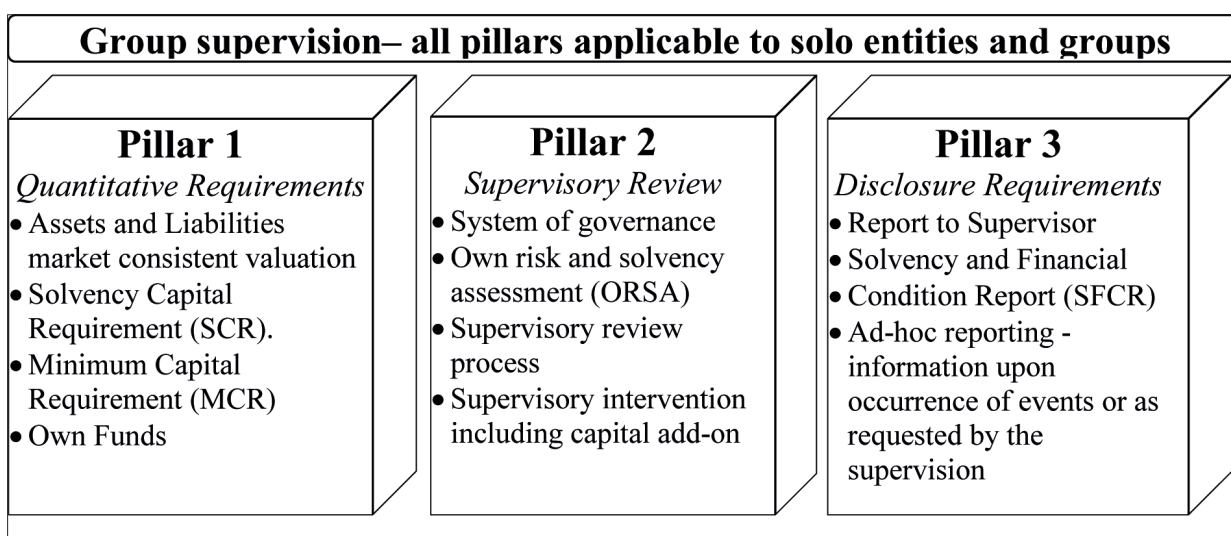 Group supervision– all pillars applicable to solo entities and groups
Pillar 1
Quantitative Requirements
• Assets and Liabilities
market consistent valuation
• Solvency Capital
Requirement (SCR).
• Minimum Capital
Requirement (MCR)
• Own Funds
Pillar 2
Supervisory Review
• System of governance
• Own risk and solvency
assessment (ORSA)
• Supervisory review
process
• Supervisory intervention
including capital add-on
Pillar 3
Disclosure Requirements
• Report to Supervisor
• Solvency and Financial
• Condition Report (SFCR)
• Ad-hoc reporting -
information upon
occurrence of events or as
requested by the
supervision